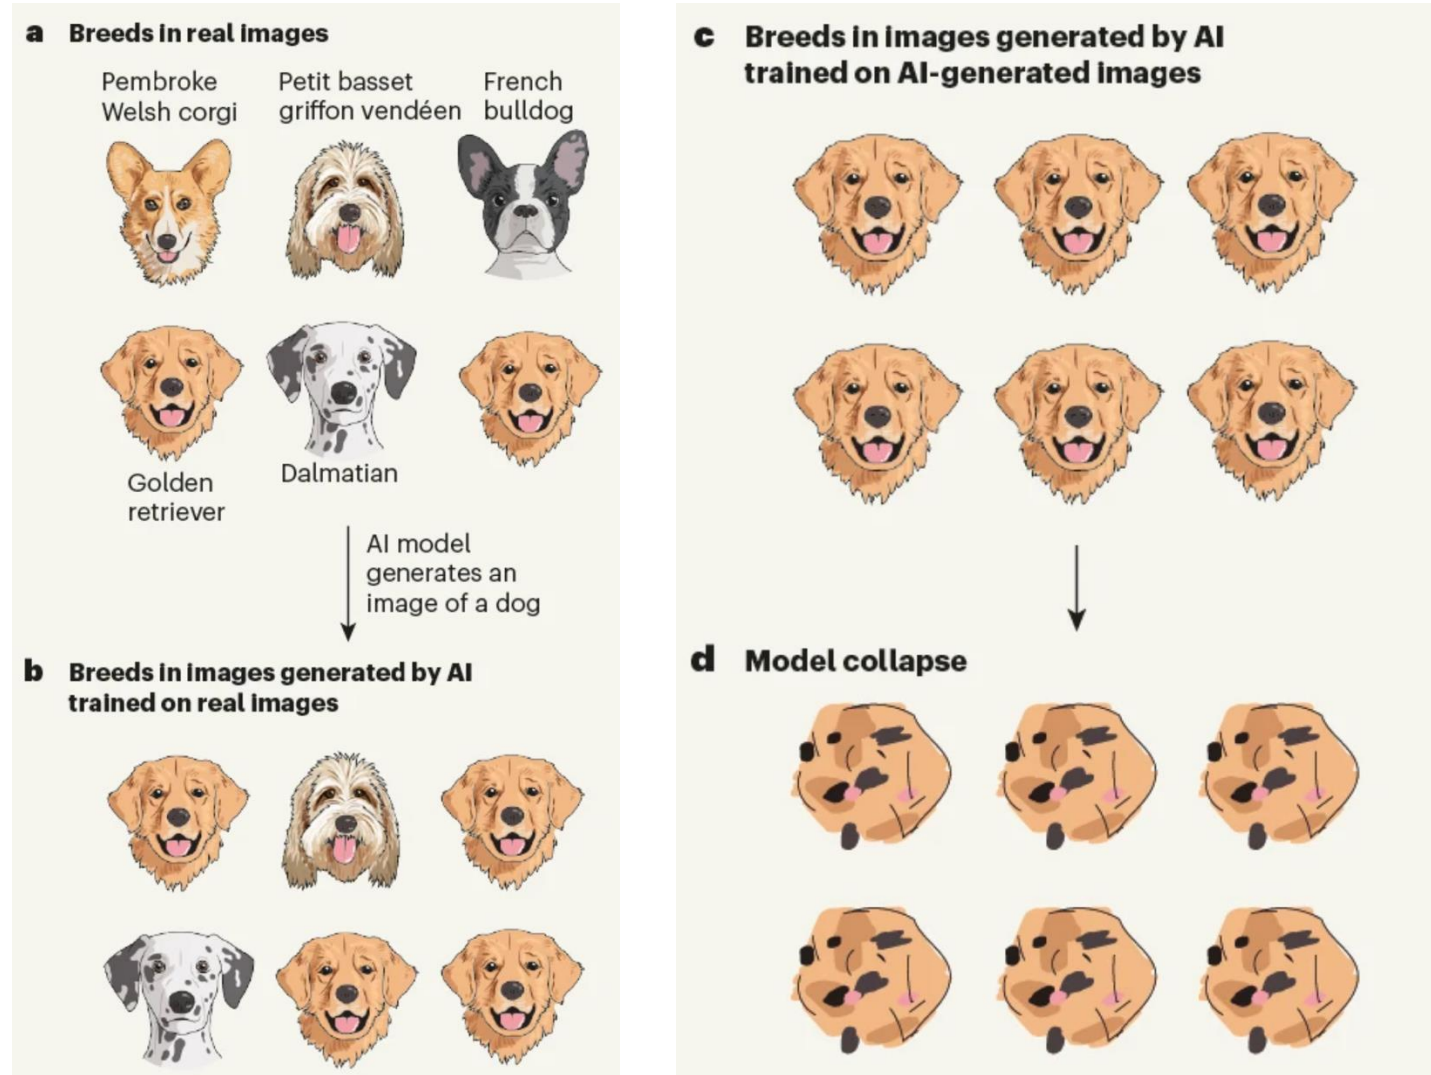 a Breeds in real images
Pembroke
Welsh corgi
Petit basset
griffon vendéen
French
bulldog
Golden
retriever
Dalmatian
AI model
generates an
image of a dog
b Breeds in images generated by AI
trained on real images
c Breeds in images generated by AI
trained on AI-generated images
d Model collapse